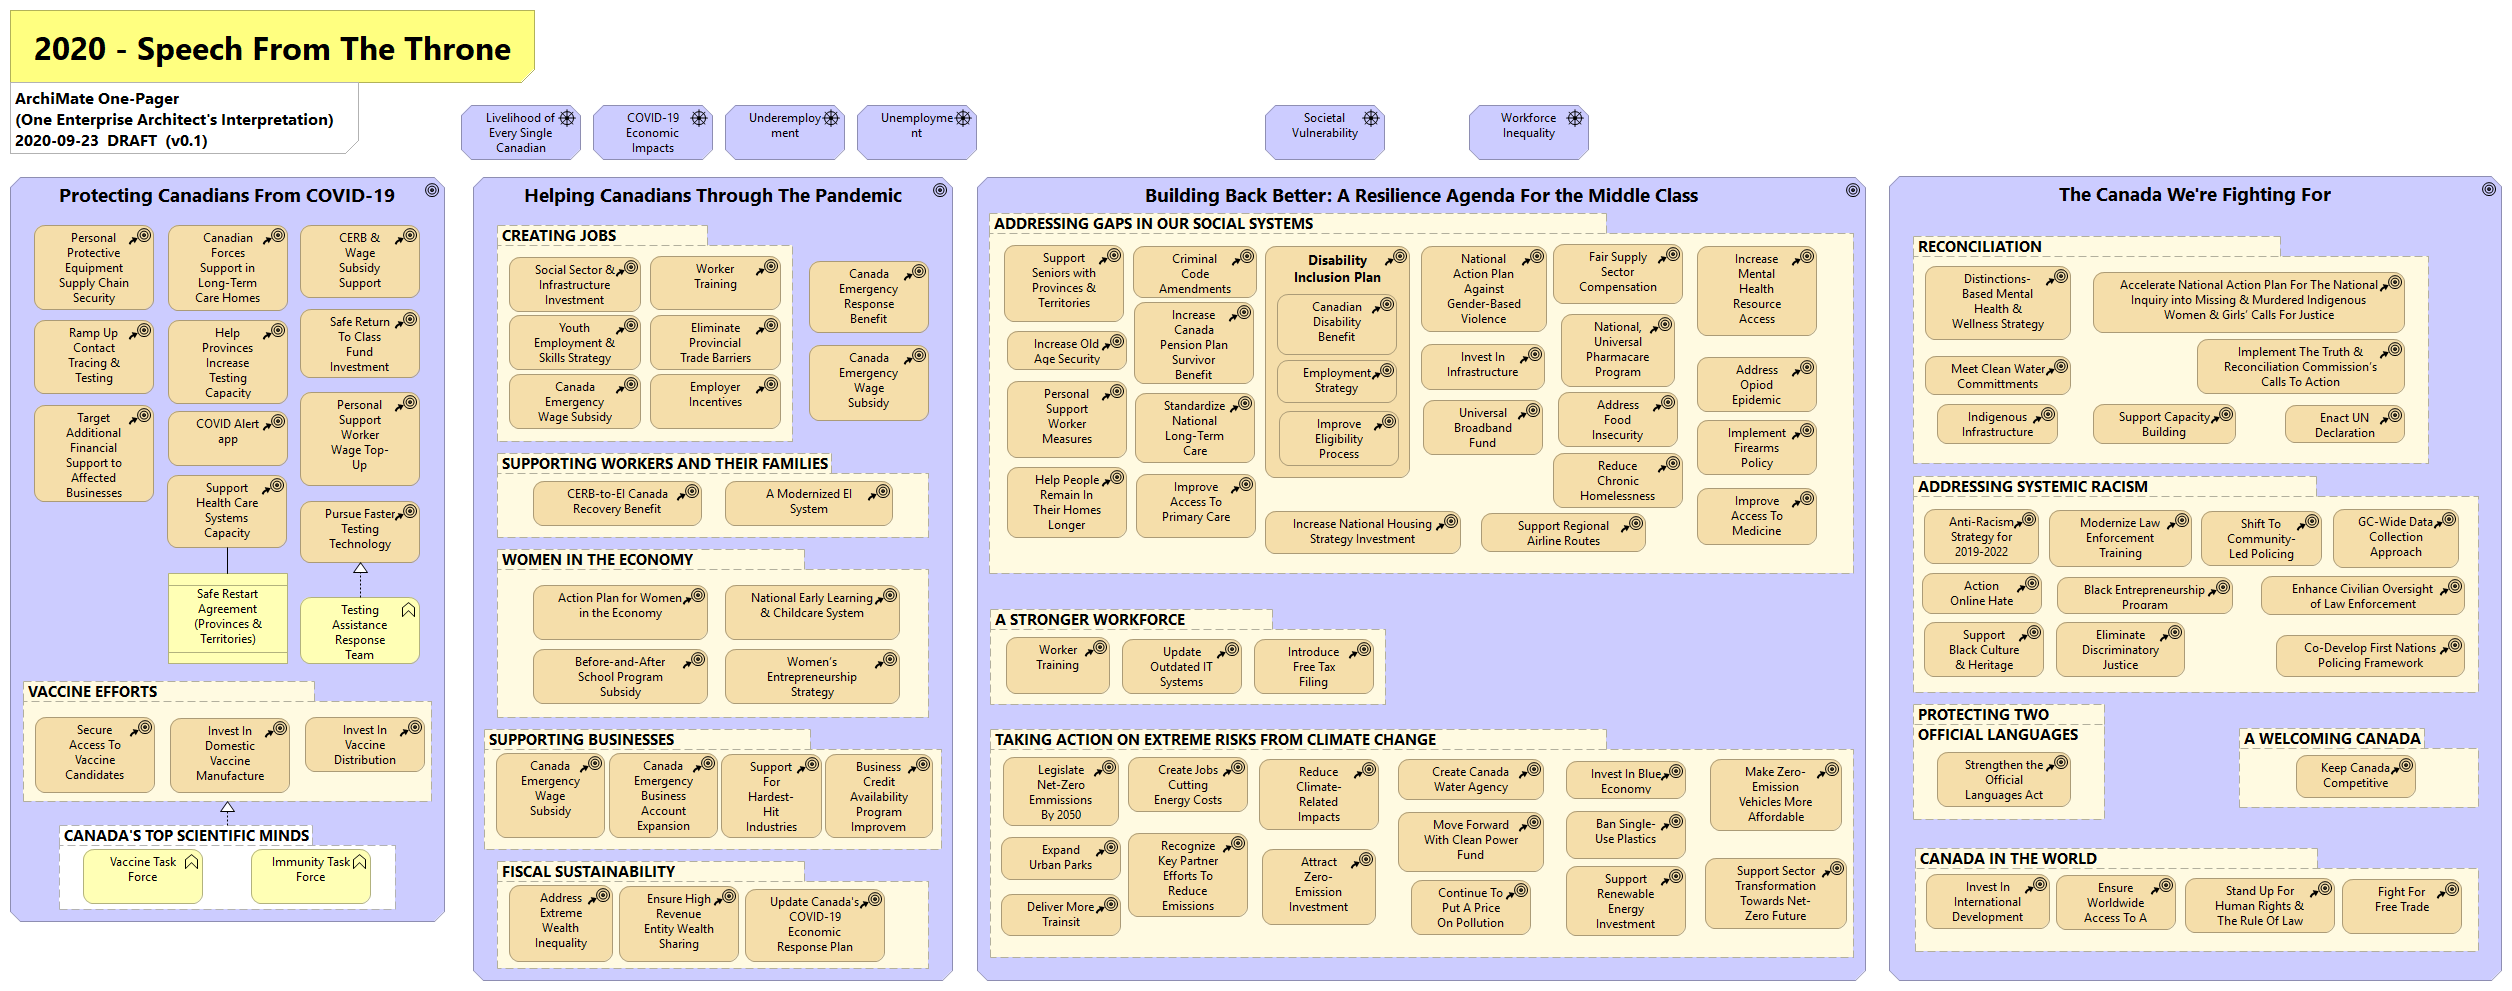 2020 - Speech From The Throne
ArchiMate One-Pager
(One Enterprise Architect's Interpretation)
2020-09-23  DRAFT  (v0.1)
Livelihood of
Every Single
Canadian
COVID-19
Economic
Impacts
Underemploy
ment
Unemployme
nt
Societal
Vulnerability
Workforce
Inequality
Protecting Canadians From COVID-19
Personal
Protective
Equipment
Supply Chain
Security
Canadian
Forces
Support in
Long-Term
Care Homes
CERB &
Wage
Subsidy
Support
Ramp Up
Contact
Tracing &
Testing
Help
Provinces
Increase
Testing
Capacity
Safe Return
To Class
Fund
Investment
Target
Additional
Financial
Support to
Affected
Businesses
COVID Alert
app
Personal
Support
Worker
Wage Top-
Up
Support
Health Care
Systems
Capacity
Pursue Faster
Testing
Technology
Safe Restart
Agreement
(Provinces &
Territories)
Testing
Assistance
Response
Team
VACCINE EFFORTS
Secure
Access To
Vaccine
Candidates
Invest In
Domestic
Vaccine
Manufacture
Invest In
Vaccine
Distribution
CANADA'S TOP SCIENTIFIC MINDS
Vaccine Task
Force
Immunity Task
Force
Helping Canadians Through The Pandemic
CREATING JOBS
Social Sector &
Infrastructure
Investment
Worker
Training
Youth
Employment &
Skills Strategy
Eliminate
Provincial
Trade Barriers
Canada
Emergency
Wage Subsidy
Employer
Incentives
Canada
Emergency
Response
Benefit
Canada
Emergency
Wage
Subsidy
SUPPORTING WORKERS AND THEIR FAMILIES
CERB-to-EI Canada
Recovery Benefit
A Modernized EI
System
WOMEN IN THE ECONOMY
Action Plan for Women
in the Economy
National Early Learning
& Childcare System
Before-and-After
School Program
Subsidy
Women's
Entrepreneurship
Strategy
SUPPORTING BUSINESSES
Canada
Emergency
Wage
Subsidy
Canada
Emergency
Business
Account
Expansion
Support
For
Hardest-
Hit
Industries
Business
Credit
Availability
Program
Improvem
FISCAL SUSTAINABILITY
Address
Extreme
Wealth
Inequality
Ensure High
Revenue
Entity Wealth
Sharing
Update Canada's
COVID-19
Economic
Response Plan
Building Back Better: A Resilience Agenda For the Middle Class
ADDRESSING GAPS IN OUR SOCIAL SYSTEMS
Support
Seniors with
Provinces &
Territories
Criminal
Code
Amendments
Disability
Inclusion Plan
Canadian
Disability
Benefit
Employment
Strategy
Improve
Eligibility
Process
National
Action Plan
Against
Gender-Based
Violence
Fair Supply
Sector
Compensation
Increase
Mental
Health
Resource
Access
Increase Old
Age Security
Increase
Canada
Pension Plan
Survivor
Benefit
Invest In
Infrastructure
National,
Universal
Pharmacare
Program
Address
Opiod
Epidemic
Personal
Support
Worker
Measures
Standardize
National
Long-Term
Care
Universal
Broadband
Fund
Address
Food
Insecurity
Implement
Firearms
Policy
Help People
Remain In
Their Homes
Longer
Improve
Access To
Primary Care
Reduce
Chronic
Homelessness
Improve
Access To
Medicine
Increase National Housing
Strategy Investment
Support Regional
Airline Routes
A STRONGER WORKFORCE
Worker
Training
Update
Outdated IT
Systems
Introduce
Free Tax
Filing
TAKING ACTION ON EXTREME RISKS FROM CLIMATE CHANGE
Legislate
Net-Zero
Emmissions
By 2050
Create Jobs
Cutting
Energy Costs
Reduce
Climate-
Related
Impacts
Create Canada
Water Agency
Invest In Blue
Economy
Make Zero-
Emission
Vehicles More
Affordable
Expand
Urban Parks
Recognize
Key Partner
Efforts To
Reduce
Emissions
Attract
Zero-
Emission
Investment
Move Forward
With Clean Power
Fund
Ban Single-
Use Plastics
Deliver More
Trainsit
Continue To
Put A Price
On Pollution
Support
Renewable
Energy
Investment
Support Sector
Transformation
Towards Net-
Zero Future
The Canada We're Fighting For
RECONCILIATION
Distinctions-
Based Mental
Health &
Wellness Strategy
Accelerate National Action Plan For The National
Inquiry into Missing & Murdered Indigenous
Women & Girls' Calls For Justice
Meet Clean Water
Committments
Implement The Truth &
Reconciliation Commission's
Calls To Action
Indigenous
Infrastructure
Support Capacity
Building
Enact UN
Declaration
ADDRESSING SYSTEMIC RACISM
Anti-Racism
Strategy for
2019-2022
Modernize Law
Enforcement
Training
Shift To
Community-
Led Policing
GC-Wide Data
Collection
Approach
Action
Online Hate
Black Entrepreneurship
Program
Enhance Civilian Oversight
of Law Enforcement
Support
Black Culture
& Heritage
Eliminate
Discriminatory
Justice
Co-Develop First Nations
Policing Framework
PROTECTING TWO
OFFICIAL LANGUAGES
Strengthen the
Official
Languages Act
A WELCOMING CANADA
Keep Canada
Competitive
CANADA IN THE WORLD
Invest In
International
Development
Ensure
Worldwide
Access To A
Stand Up For
Human Rights &
The Rule Of Law
Fight For
Free Trade